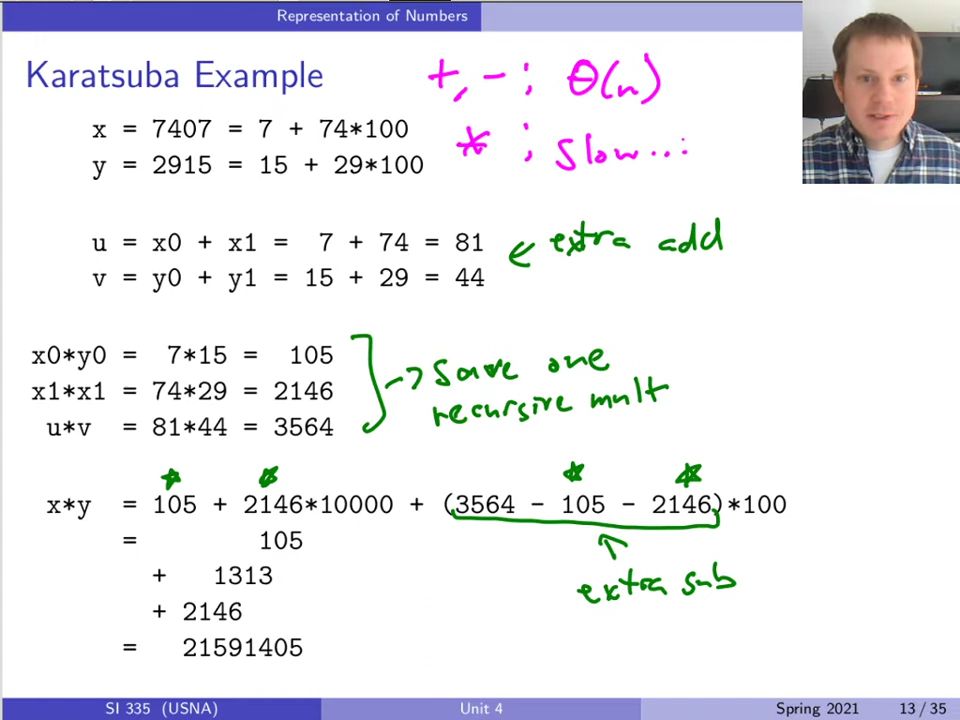 Representation of Numbers
Karatsuba Example
+, - : Θ(n)
* : slow...
x = 7407 = 7 + 74*100
y = 2915 = 15 + 29*100
u = x0 + x1 = 7 + 74 = 81
v = y0 + y1 = 15 + 29 = 44
extra add
x0*y0 = 7*15 = 105
x1*x1 = 74*29 = 2146
u*v = 81*44 = 3564
save one
recursive mult
x*y = 105 + 2146*10000 + (3564 - 105 - 2146)*100
= 105
+ 1313
+ 2146
= 21591405
extra sub
SI 335 (USNA) Unit 4 Spring 2021 13 / 35